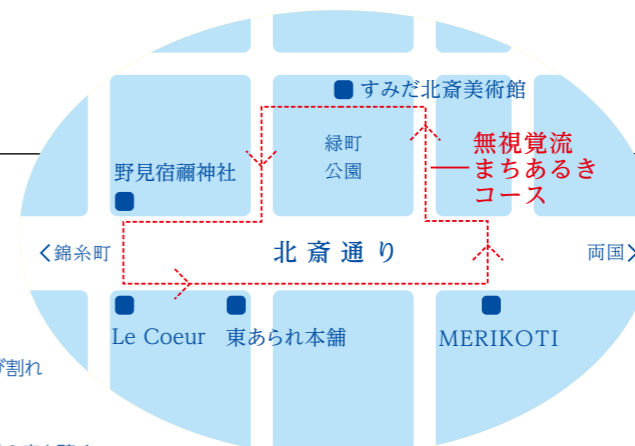 すみだ北斎美術館
緑町
公園
無視覚流
まちあるき
コース
野見宿禰神社
錦糸町
北斎通り
両国
Le Coeur
東あられ本舗
MERIKOTI
び割れ